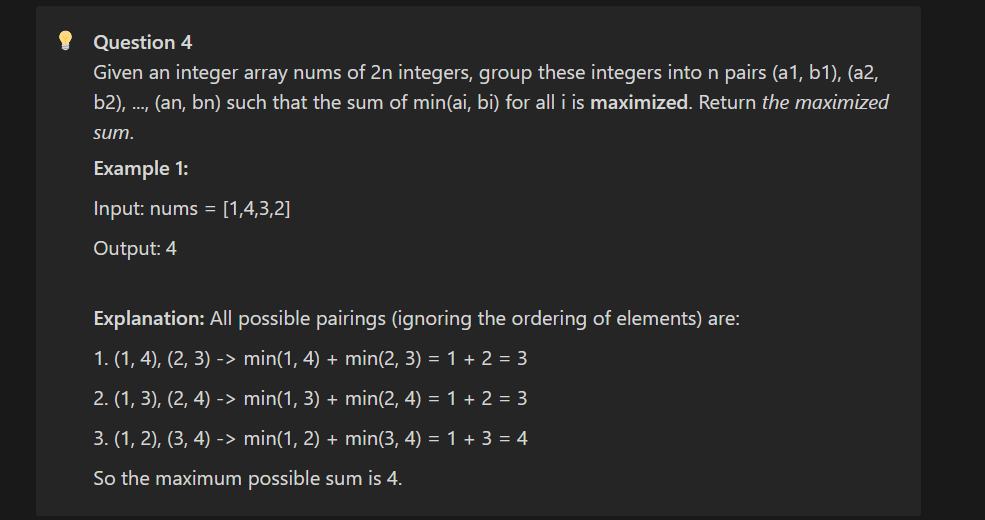 Question 4
Given an integer array nums of 2n integers, group these integers into n pairs (a1, b1), (a2,
b2), ..., (an, bn) such that the sum of min(ai, bi) for all i is maximized. Return the maximized
sum.
Example 1:
Input: nums = [1,4,3,2]
Output: 4
Explanation: All possible pairings (ignoring the ordering of elements) are:
1. (1, 4), (2, 3) -> min(1, 4) + min(2, 3) = 1 + 2 = 3
2. (1, 3), (2, 4) -> min(1, 3) + min(2, 4) = 1 + 2 = 3
3. (1, 2), (3, 4) -> min(1, 2) + min(3, 4) = 1 + 3 = 4
So the maximum possible sum is 4.